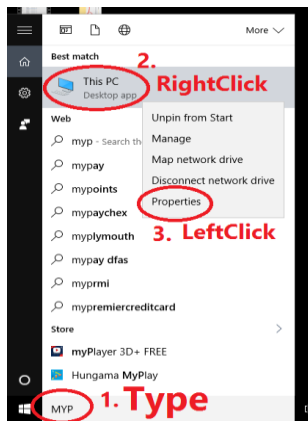 More
Best match
2.
This PC
Desktop app
RightClick
Web
myp - Search th
mypay
mypoints
mypaychex
myplymouth
mypay dfas
myprmi
mypremiercreditcard
Unpin from Start
Manage
Map network drive
Disconnect network drive
Properties
3. LeftClick
Store
myPlayer 3D+ FREE
Hungama MyPlay
MYP
1. Type